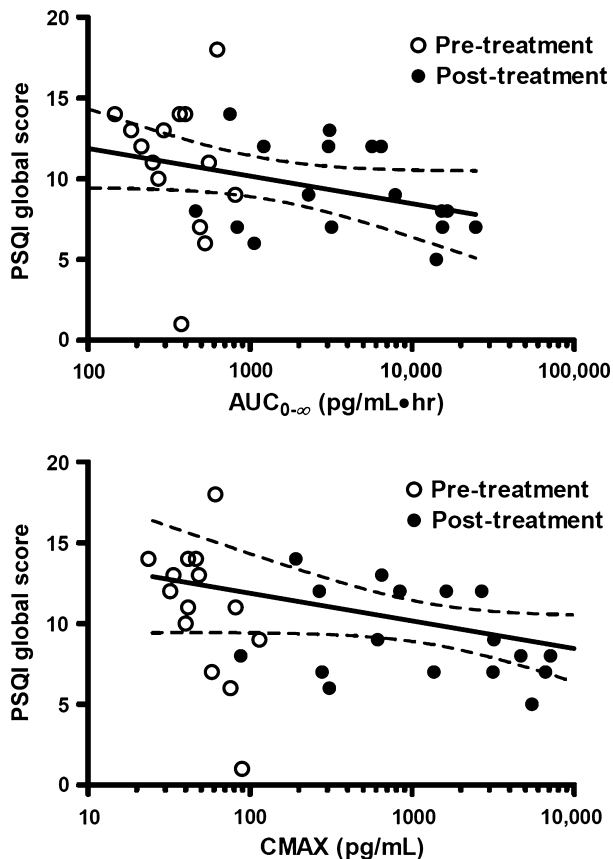 20
Pre-treatment
Post-treatment
15
10
5
0
PSQI global score
100 1000 10,000 100,000
AUC0-∞ (pg/mL•hr)
20
Pre-treatment
Post-treatment
15
10
5
0
PSQI global score
10 100 1000 10,000
CMAX (pg/mL)